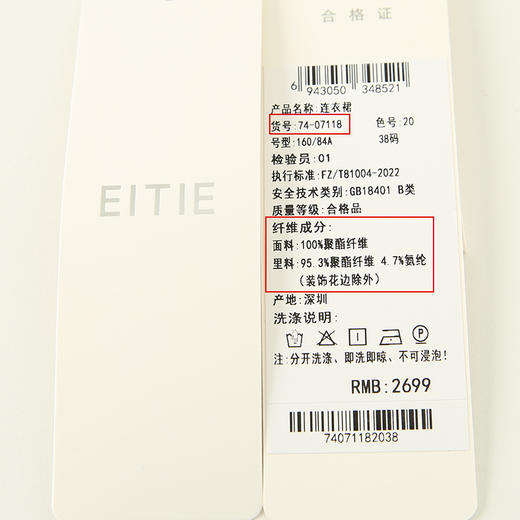 合格证
EITIE
6 943050 348521
产品名称:连衣裙
货号:74-07118 色号:20
号型:160/84A 38码
检验员:01
执行标准:FZ/T81004-2022
安全技术类别:GB18401 B类
质量等级:合格品
纤维成分:
面料:100%聚酯纤维
里料:95.3%聚酯纤维 4.7%氨纶
(装饰花边除外)
产地:深圳
洗涤说明:
P
注:分开洗涤、即洗即晾、不可浸泡!
RMB:2699
74071182038